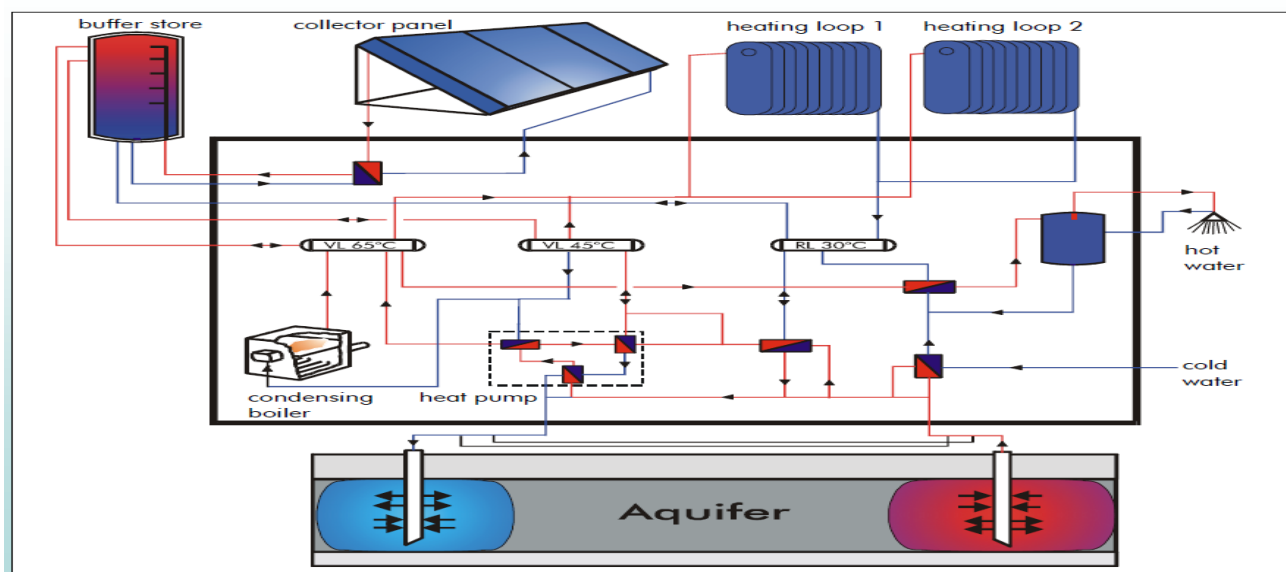 buffer store
collector panel
heating loop 1
heating loop 2
VL 65°C
VL 45°C
RL 30°C
hot
water
condensing
boiler
heat pump
cold
water
Aquifer